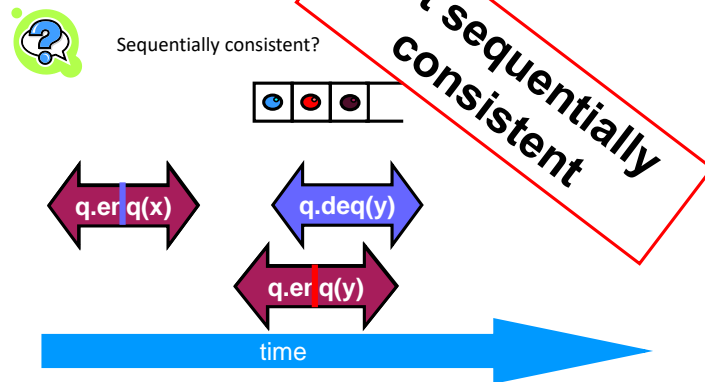 Sequentially consistent?
sequentially
consistent
q.enq(x)
q.deq(y)
q.enq(y)
time